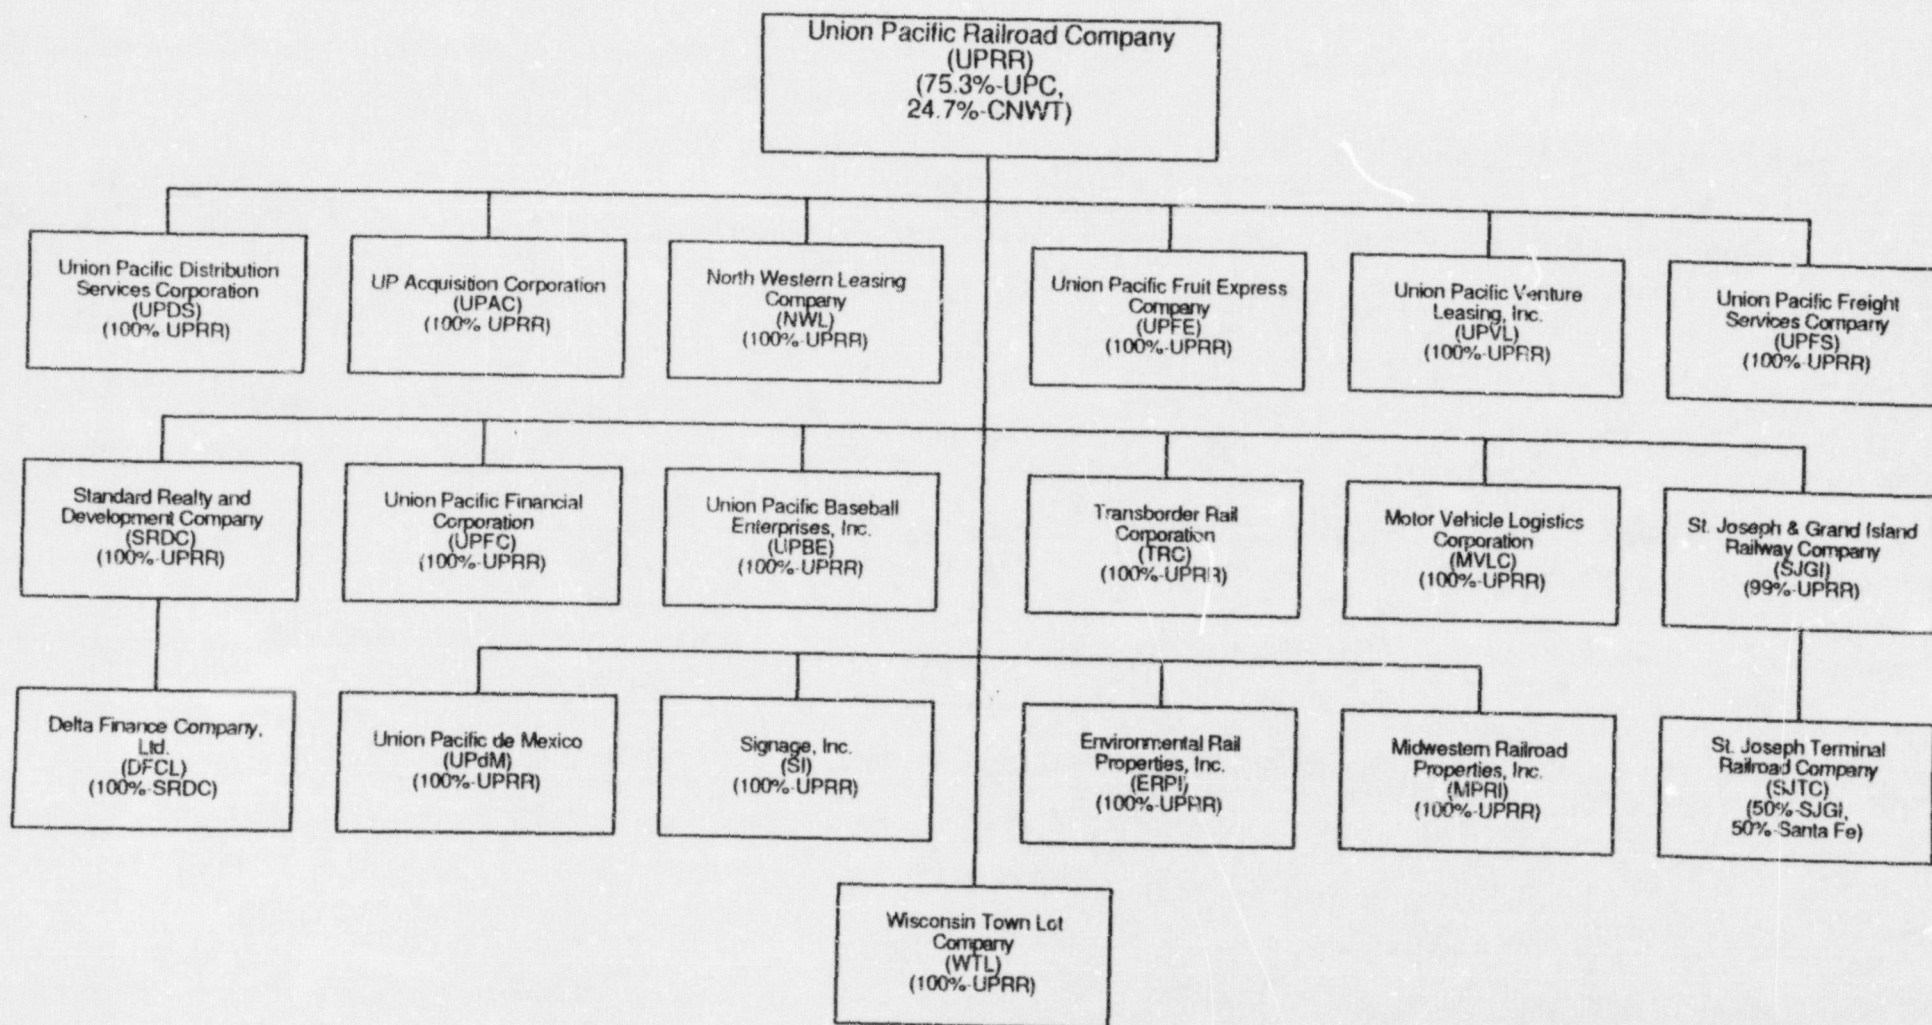 Union Pacific Railroad Company
(UPRR)
(75.3%-UPC,
24.7%-CNWT)
Union Pacific Distribution
Services Corporation
(UPDS)
(100% UPRR)
UP Acquisition Corporation
(UPAC)
(100% UPRR)
North Western Leasing
Company
(NWL)
(100%-UPRR)
Union Pacific Fruit Express
Company
(UPFE)
(100%-UPRR)
Union Pacific Venture
Leasing, Inc.
(UPVL)
(100%-UPRR)
Union Pacific Freight
Services Company
(UPFS)
(100%-UPRR)
Standard Realty and
Development Company
(SRDC)
(100%-UPRR)
Union Pacific Financial
Corporation
(UPFC)
(100%-UPRR)
Union Pacific Baseball
Enterprises, Inc.
(UPBE)
(100%-UPRR)
Transborder Rail
Corporation
(TRC)
(100%-UPRR)
Motor Vehicle Logistics
Corporation
(MVLC)
(100%-UPRR)
St. Joseph & Grand Island
Railway Company
(SJGI)
(99%-UPRR)
Delta Finance Company,
Ltd.
(DFCL)
(100%-SRDC)
Union Pacific de Mexico
(UPdM)
(100%-UPRR)
Signage, Inc.
(SI)
(100%-UPRR)
Environmental Rail
Properties, Inc.
(ERPI)
(100%-UPRR)
Midwestern Railroad
Properties, Inc.
(MPRI)
(100%-UPRR)
St. Joseph Terminal
Railroad Company
(SJTC)
(50%-SJGI,
50%-Santa Fe)
Wisconsin Town Lot
Company
(WTL)
(100%-UPRR)